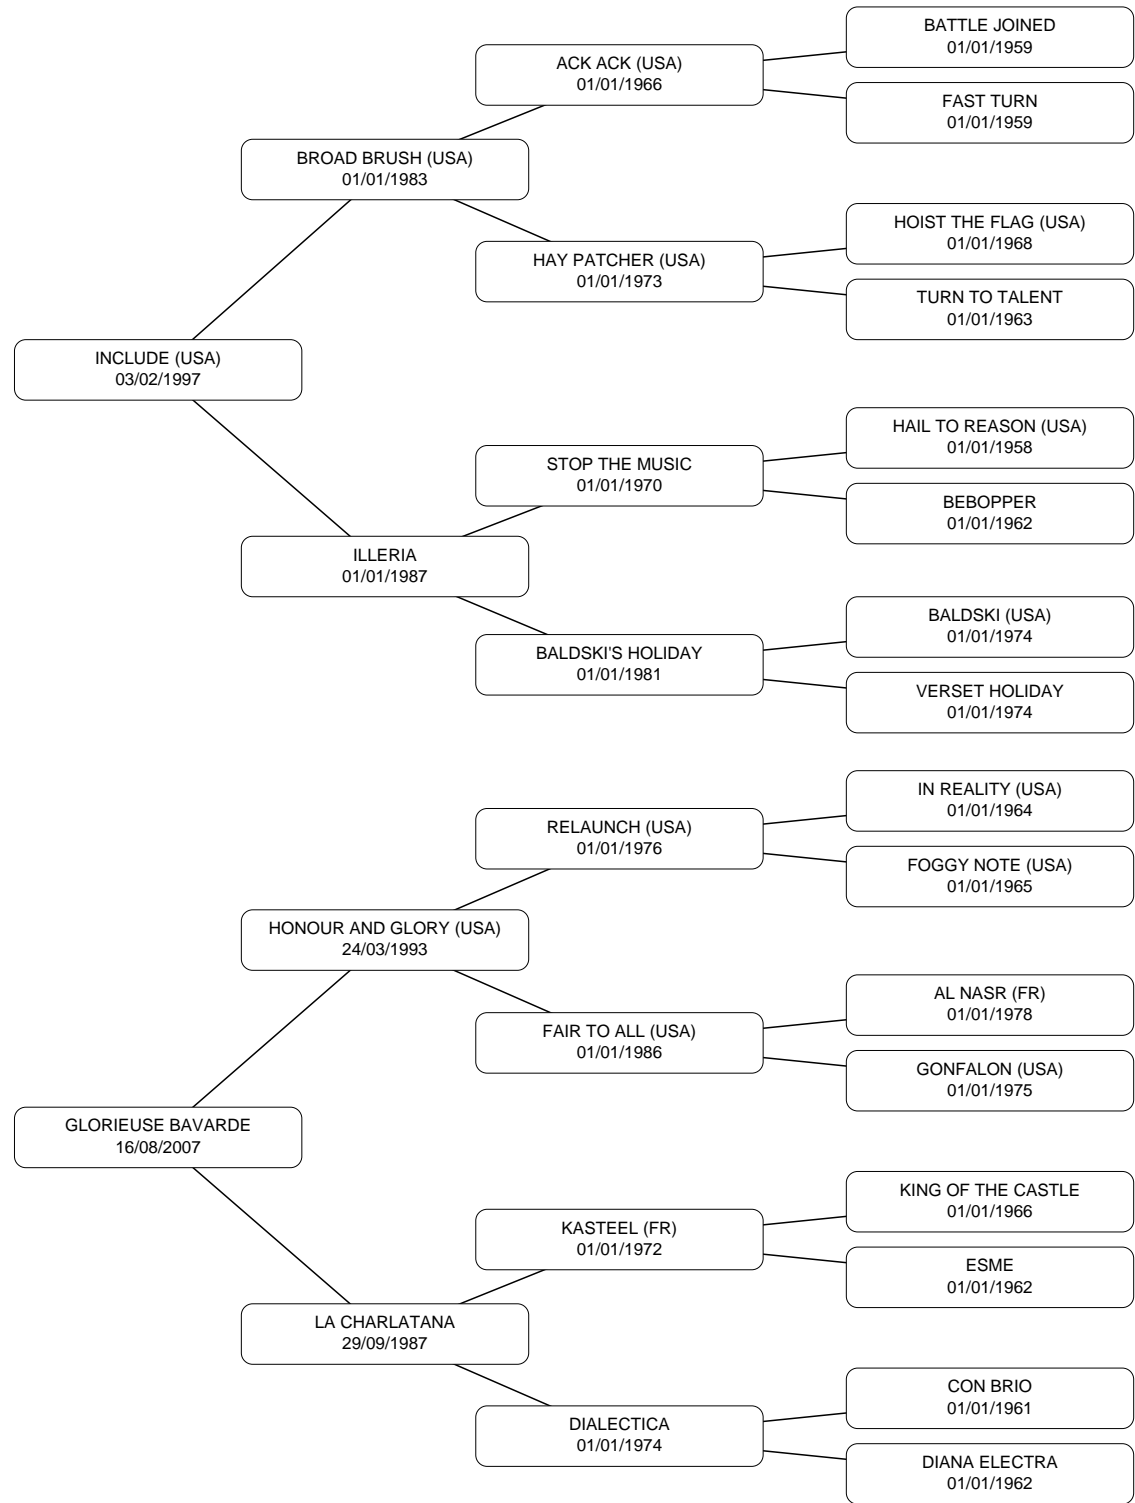 BATTLE JOINED
01/01/1959
ACK ACK (USA)
01/01/1966
FAST TURN
01/01/1959
BROAD BRUSH (USA)
01/01/1983
HOIST THE FLAG (USA)
01/01/1968
HAY PATCHER (USA)
01/01/1973
TURN TO TALENT
01/01/1963
INCLUDE (USA)
03/02/1997
HAIL TO REASON (USA)
01/01/1958
STOP THE MUSIC
01/01/1970
BEBOPPER
01/01/1962
ILLERIA
01/01/1987
BALDSKI (USA)
01/01/1974
BALDSKI'S HOLIDAY
01/01/1981
VERSET HOLIDAY
01/01/1974
IN REALITY (USA)
01/01/1964
RELAUNCH (USA)
01/01/1976
FOGGY NOTE (USA)
01/01/1965
HONOUR AND GLORY (USA)
24/03/1993
AL NASR (FR)
01/01/1978
FAIR TO ALL (USA)
01/01/1986
GONFALON (USA)
01/01/1975
GLORIEUSE BAVARDE
16/08/2007
KING OF THE CASTLE
01/01/1966
KASTEEL (FR)
01/01/1972
ESME
01/01/1962
LA CHARLATANA
29/09/1987
CON BRIO
01/01/1961
DIALECTICA
01/01/1974
DIANA ELECTRA
01/01/1962